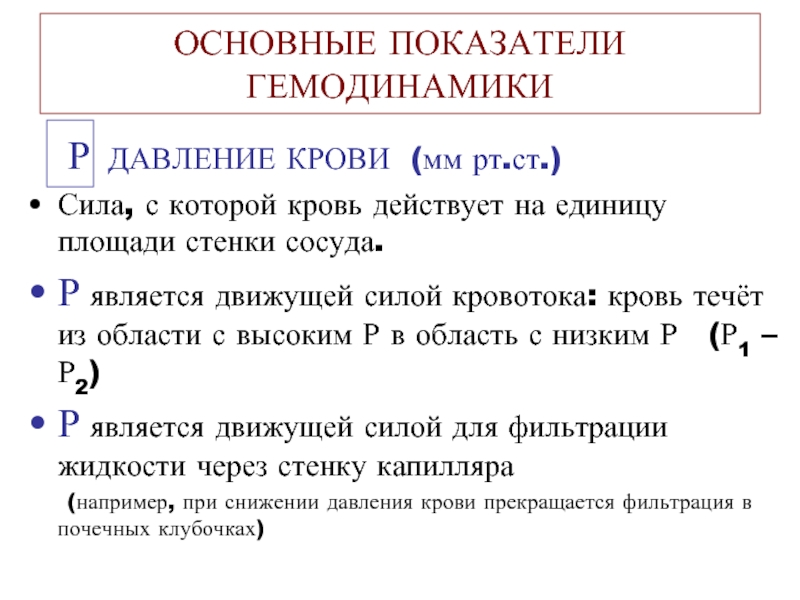 ОСНОВНЫЕ ПОКАЗАТЕЛИ
ГЕМОДИНАМИКИ
Р ДАВЛЕНИЕ КРОВИ (мм рт.ст.)
• Сила, с которой кровь действует на единицу
площади стенки сосуда.
• Р является движущей силой кровотока: кровь течёт
из области с высоким Р в область с низким Р (Р1 –
Р2)
• Р является движущей силой для фильтрации
жидкости через стенку капилляра
(например, при снижении давления крови прекращается фильтрация в
почечных клубочках)